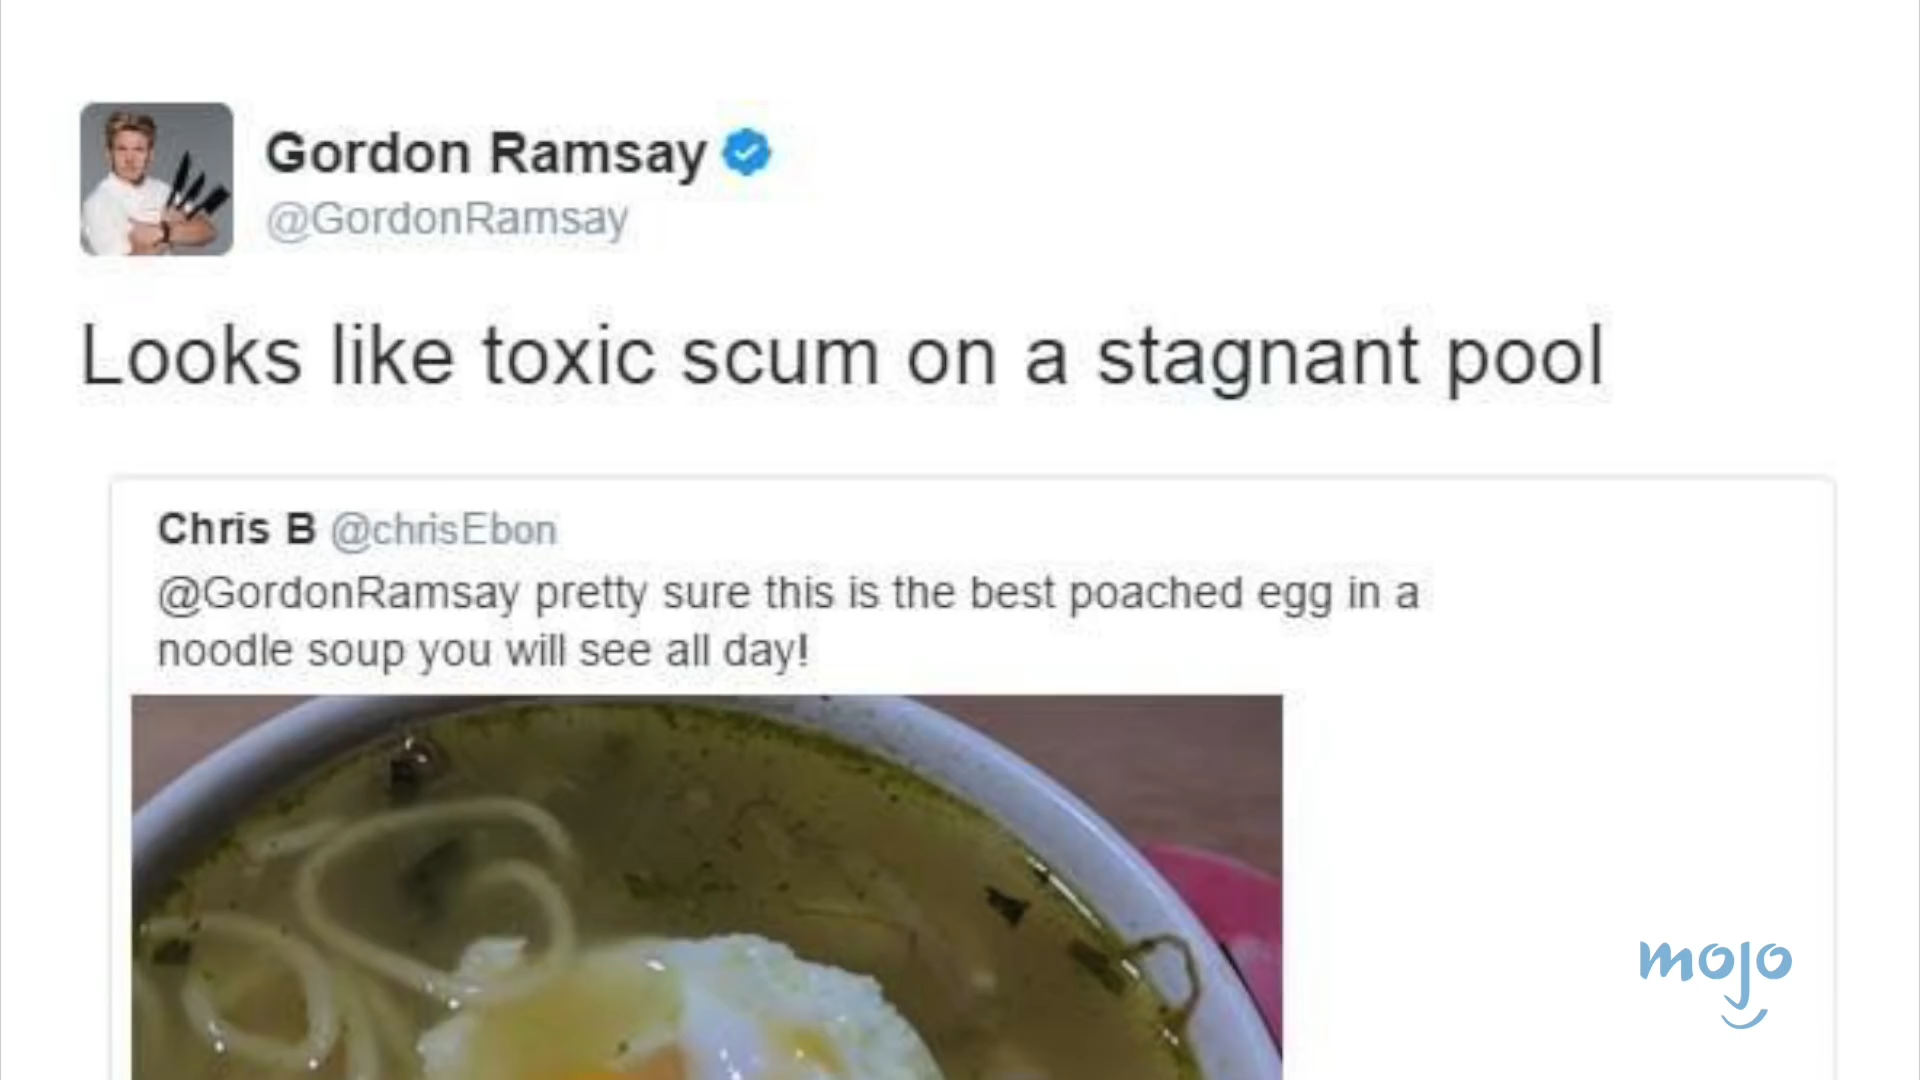 Gordon Ramsay
@GordonRamsay
Looks like toxic scum on a stagnant pool
Chris B @chrisEbon
@GordonRamsay pretty sure this is the best poached egg in a
noodle soup you will see all day!
mojo